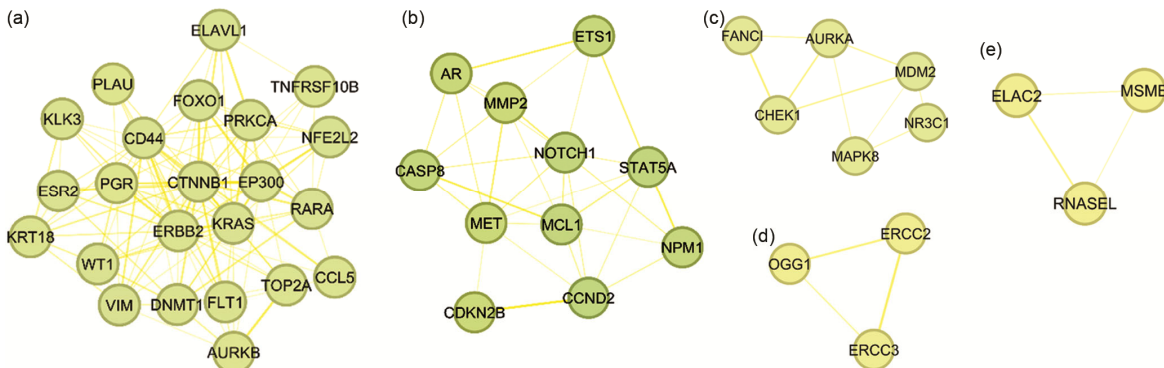 (a)
ELAVL1
PLAU
TNFRSF10B
FOXO1
KLK3
PRKCA
CD44
NFE2L2
ESR2
PGR
CTNNB1
EP300
RARA
KRT18
ERBB2
KRAS
WT1
CCL5
TOP2A
VIM
DNMT1
FLT1
AURKB
(b)
ETS1
AR
MMP2
NOTCH1
CASP8
STAT5A
MET
MCL1
NPM1
CDKN2B
CCND2
(c)
FANCI
AURKA
MDM2
CHEK1
NR3C1
MAPK8
(d)
ERCC2
OGG1
ERCC3
(e)
ELAC2
MSMB
RNASEL